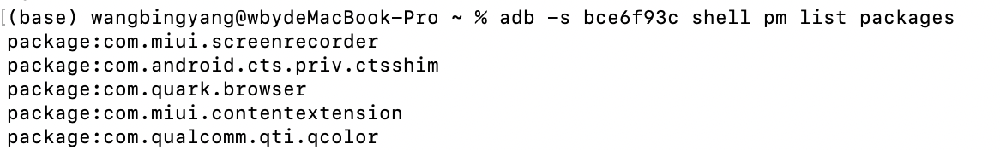 [(base) wangbingyang@wbydeMacBook-Pro ~ % adb -s bce6f93c shell pm list packages
package:com.miui.screenrecorder
package:com.android.cts.priv.ctsshim
package:com.quark.browser
package:com.miui.contentextension
package:com.qualcomm.qti.qcolor